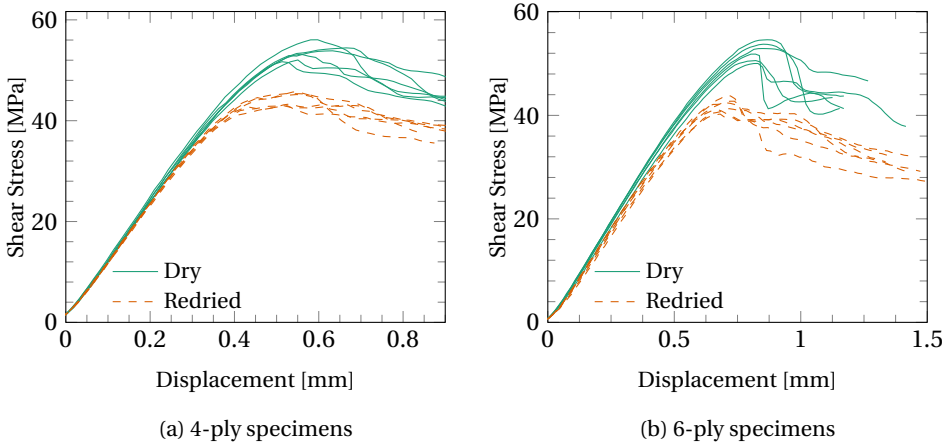 60
40
20
0
0 0.2 0.4 0.6 0.8
Shear Stress [MPa]
Displacement [mm]
Dry
Redried
(a) 4-ply specimens
60
40
20
0
0 0.5 1 1.5
Shear Stress [MPa]
Displacement [mm]
Dry
Redried
(b) 6-ply specimens